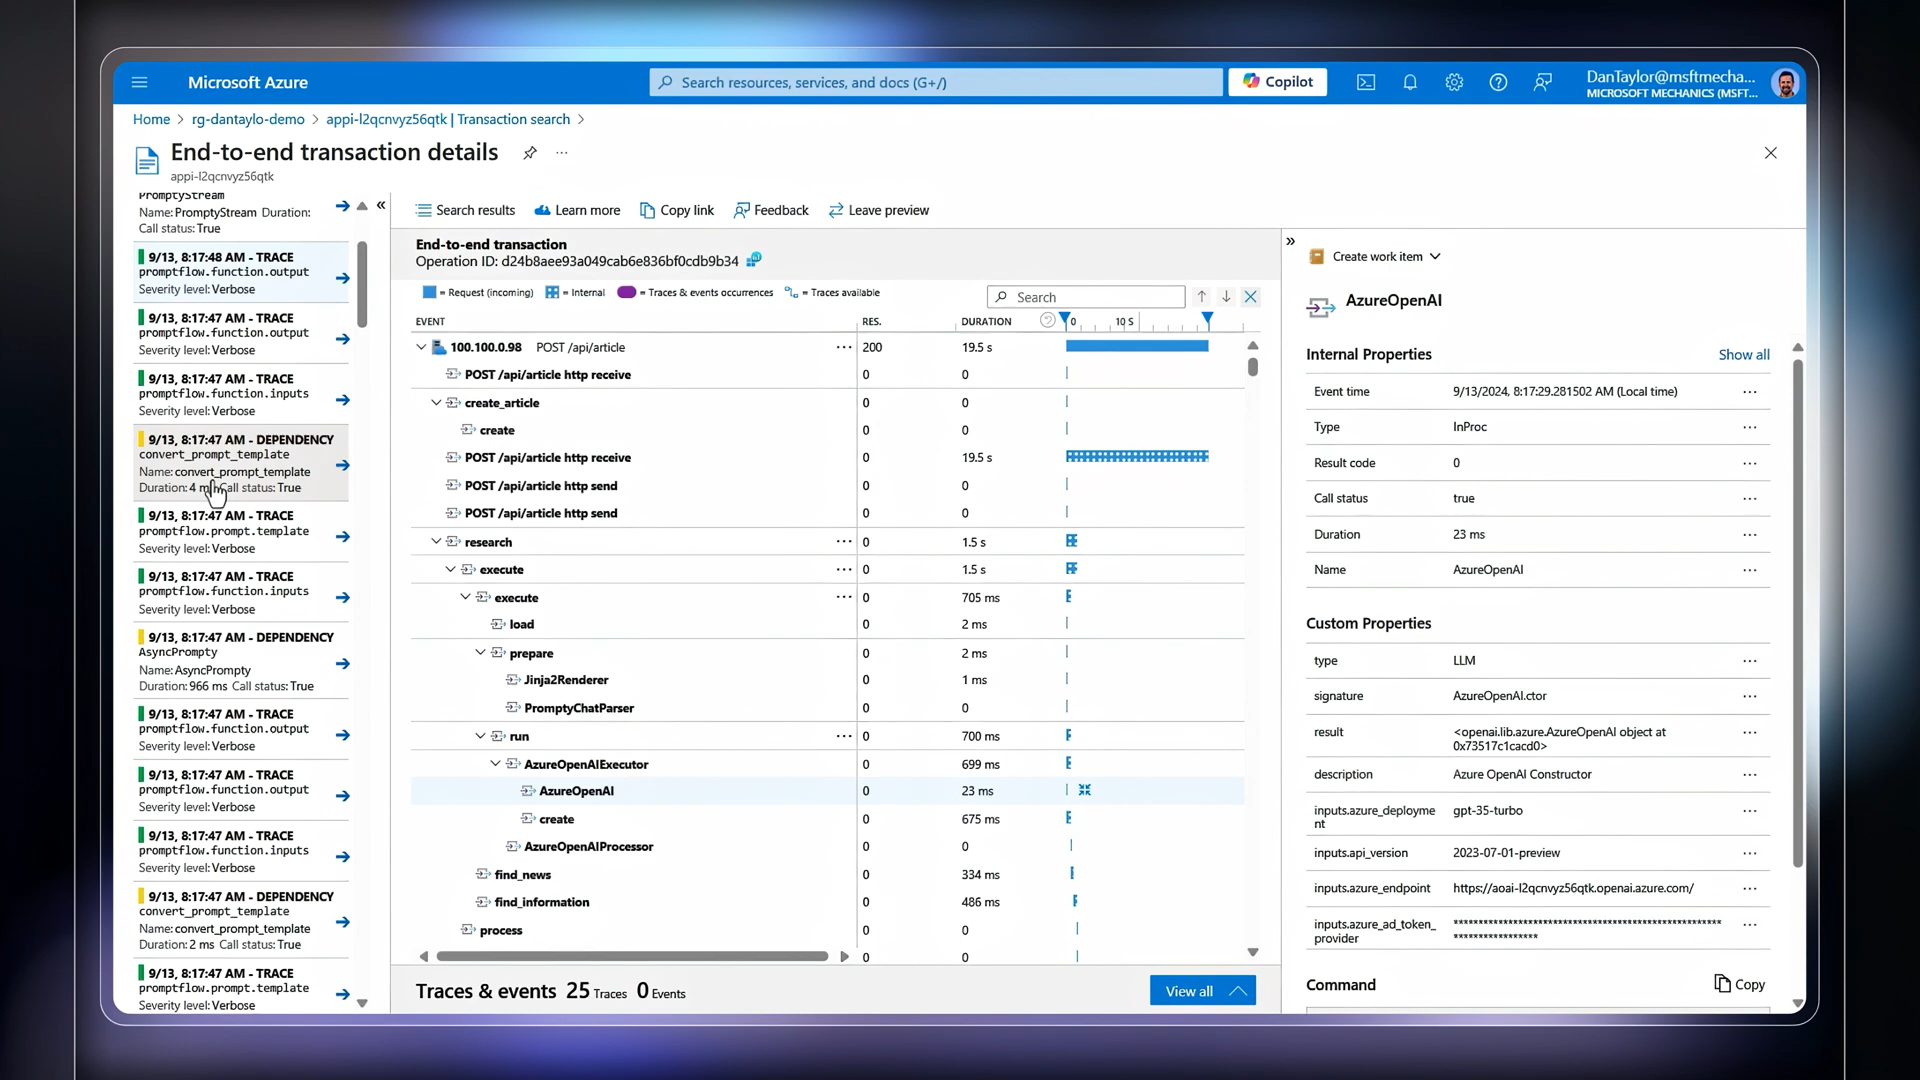 Microsoft Azure
Search resources, services, and docs (G+/)
Copilot
DanTaylor@msftmecha...
MICROSOFT MECHANICS (MSFT...
Home > rg-dantaylo-demo > appi-l2qcnvyz56qtk | Transaction search >
End-to-end transaction details
appi-l2qcnvyz56qtk
PromptyStream
Name: PromptyStream Duration:
Call status: True
9/13, 8:17:48 AM - TRACE
promptflow.function.output
Severity level: Verbose
9/13, 8:17:47 AM - TRACE
promptflow.function.output
Severity level: Verbose
9/13, 8:17:47 AM - TRACE
promptflow.function.inputs
Severity level: Verbose
9/13, 8:17:47 AM - DEPENDENCY
convert_prompt_template
Name: convert_prompt_template
Duration: 4 Call status: True
9/13, 8:17:47 AM - TRACE
promptflow.prompt.template
Severity level: Verbose
9/13, 8:17:47 AM - TRACE
promptflow.function.inputs
Severity level: Verbose
9/13, 8:17:47 AM - DEPENDENCY
AsyncPrompty
Name: AsyncPrompty
Duration: 966 ms Call status: True
9/13, 8:17:47 AM - TRACE
promptflow.function.output
Severity level: Verbose
9/13, 8:17:47 AM - TRACE
promptflow.function.output
Severity level: Verbose
9/13, 8:17:47 AM - TRACE
promptflow.function.inputs
Severity level: Verbose
9/13, 8:17:47 AM - DEPENDENCY
convert_prompt_template
Name: convert_prompt_template
Duration: 2 ms Call status: True
9/13, 8:17:47 AM - TRACE
promptflow.prompt.template
Severity level: Verbose
Search results Learn more Copy link Feedback Leave preview
End-to-end transaction
Operation ID: d24b8aee93a049cab6e836bf0cdb9b34
= Request (incoming) = Internal = Traces & events occurrences = Traces available
Search
EVENT RES. DURATION 0 10 S
100.100.0.98 POST /api/article 200 19.5 s
POST /api/article http receive 0 0
create_article 0 0
create 0 0
POST /api/article http receive 0 19.5 s
POST /api/article http send 0 0
POST /api/article http send 0 0
research 0 1.5 s
execute 0 1.5 s
execute 0 705 ms
load 0 2 ms
prepare 0 2 ms
Jinja2Renderer 0 1 ms
PromptyChatParser 0 0
run 0 700 ms
AzureOpenAIExecutor 0 699 ms
AzureOpenAI 0 23 ms
create 0 675 ms
AzureOpenAIProcessor 0 0
find_news 0 334 ms
find_information 0 486 ms
process 0 0
0 0
Traces & events 25 Traces 0 Events
View all
Create work item
AzureOpenAI
Internal Properties Show all
Event time 9/13/2024, 8:17:29.281502 AM (Local time)
Type InProc
Result code 0
Call status true
Duration 23 ms
Name AzureOpenAI
Custom Properties
type LLM
signature AzureOpenAI.ctor
result <openai.lib.azure.AzureOpenAI object at
0x73517c1cacd0>
description Azure OpenAI Constructor
inputs.azure_deployme gpt-35-turbo
nt
inputs.api_version 2023-07-01-preview
inputs.azure_endpoint https://aoai-l2qcnvyz56qtk.openai.azure.com/
inputs.azure_ad_token_
provider
Command Copy